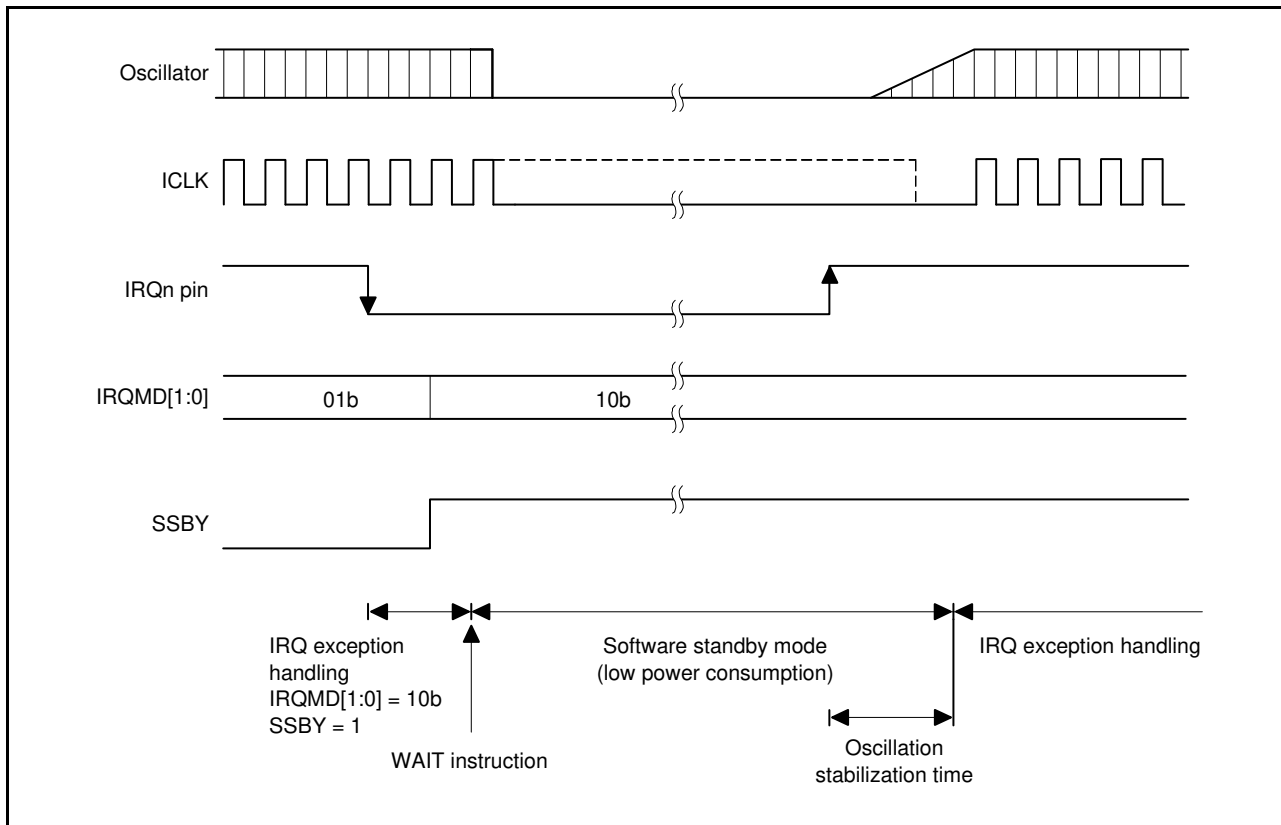 Oscillator
ICLK
IRQn pin
IRQMD[1:0]
01b
10b
SSBY
IRQ exception
handling
IRQMD[1:0] = 10b
SSBY = 1
WAIT instruction
Software standby mode
(low power consumption)
IRQ exception handling
Oscillation
stabilization time